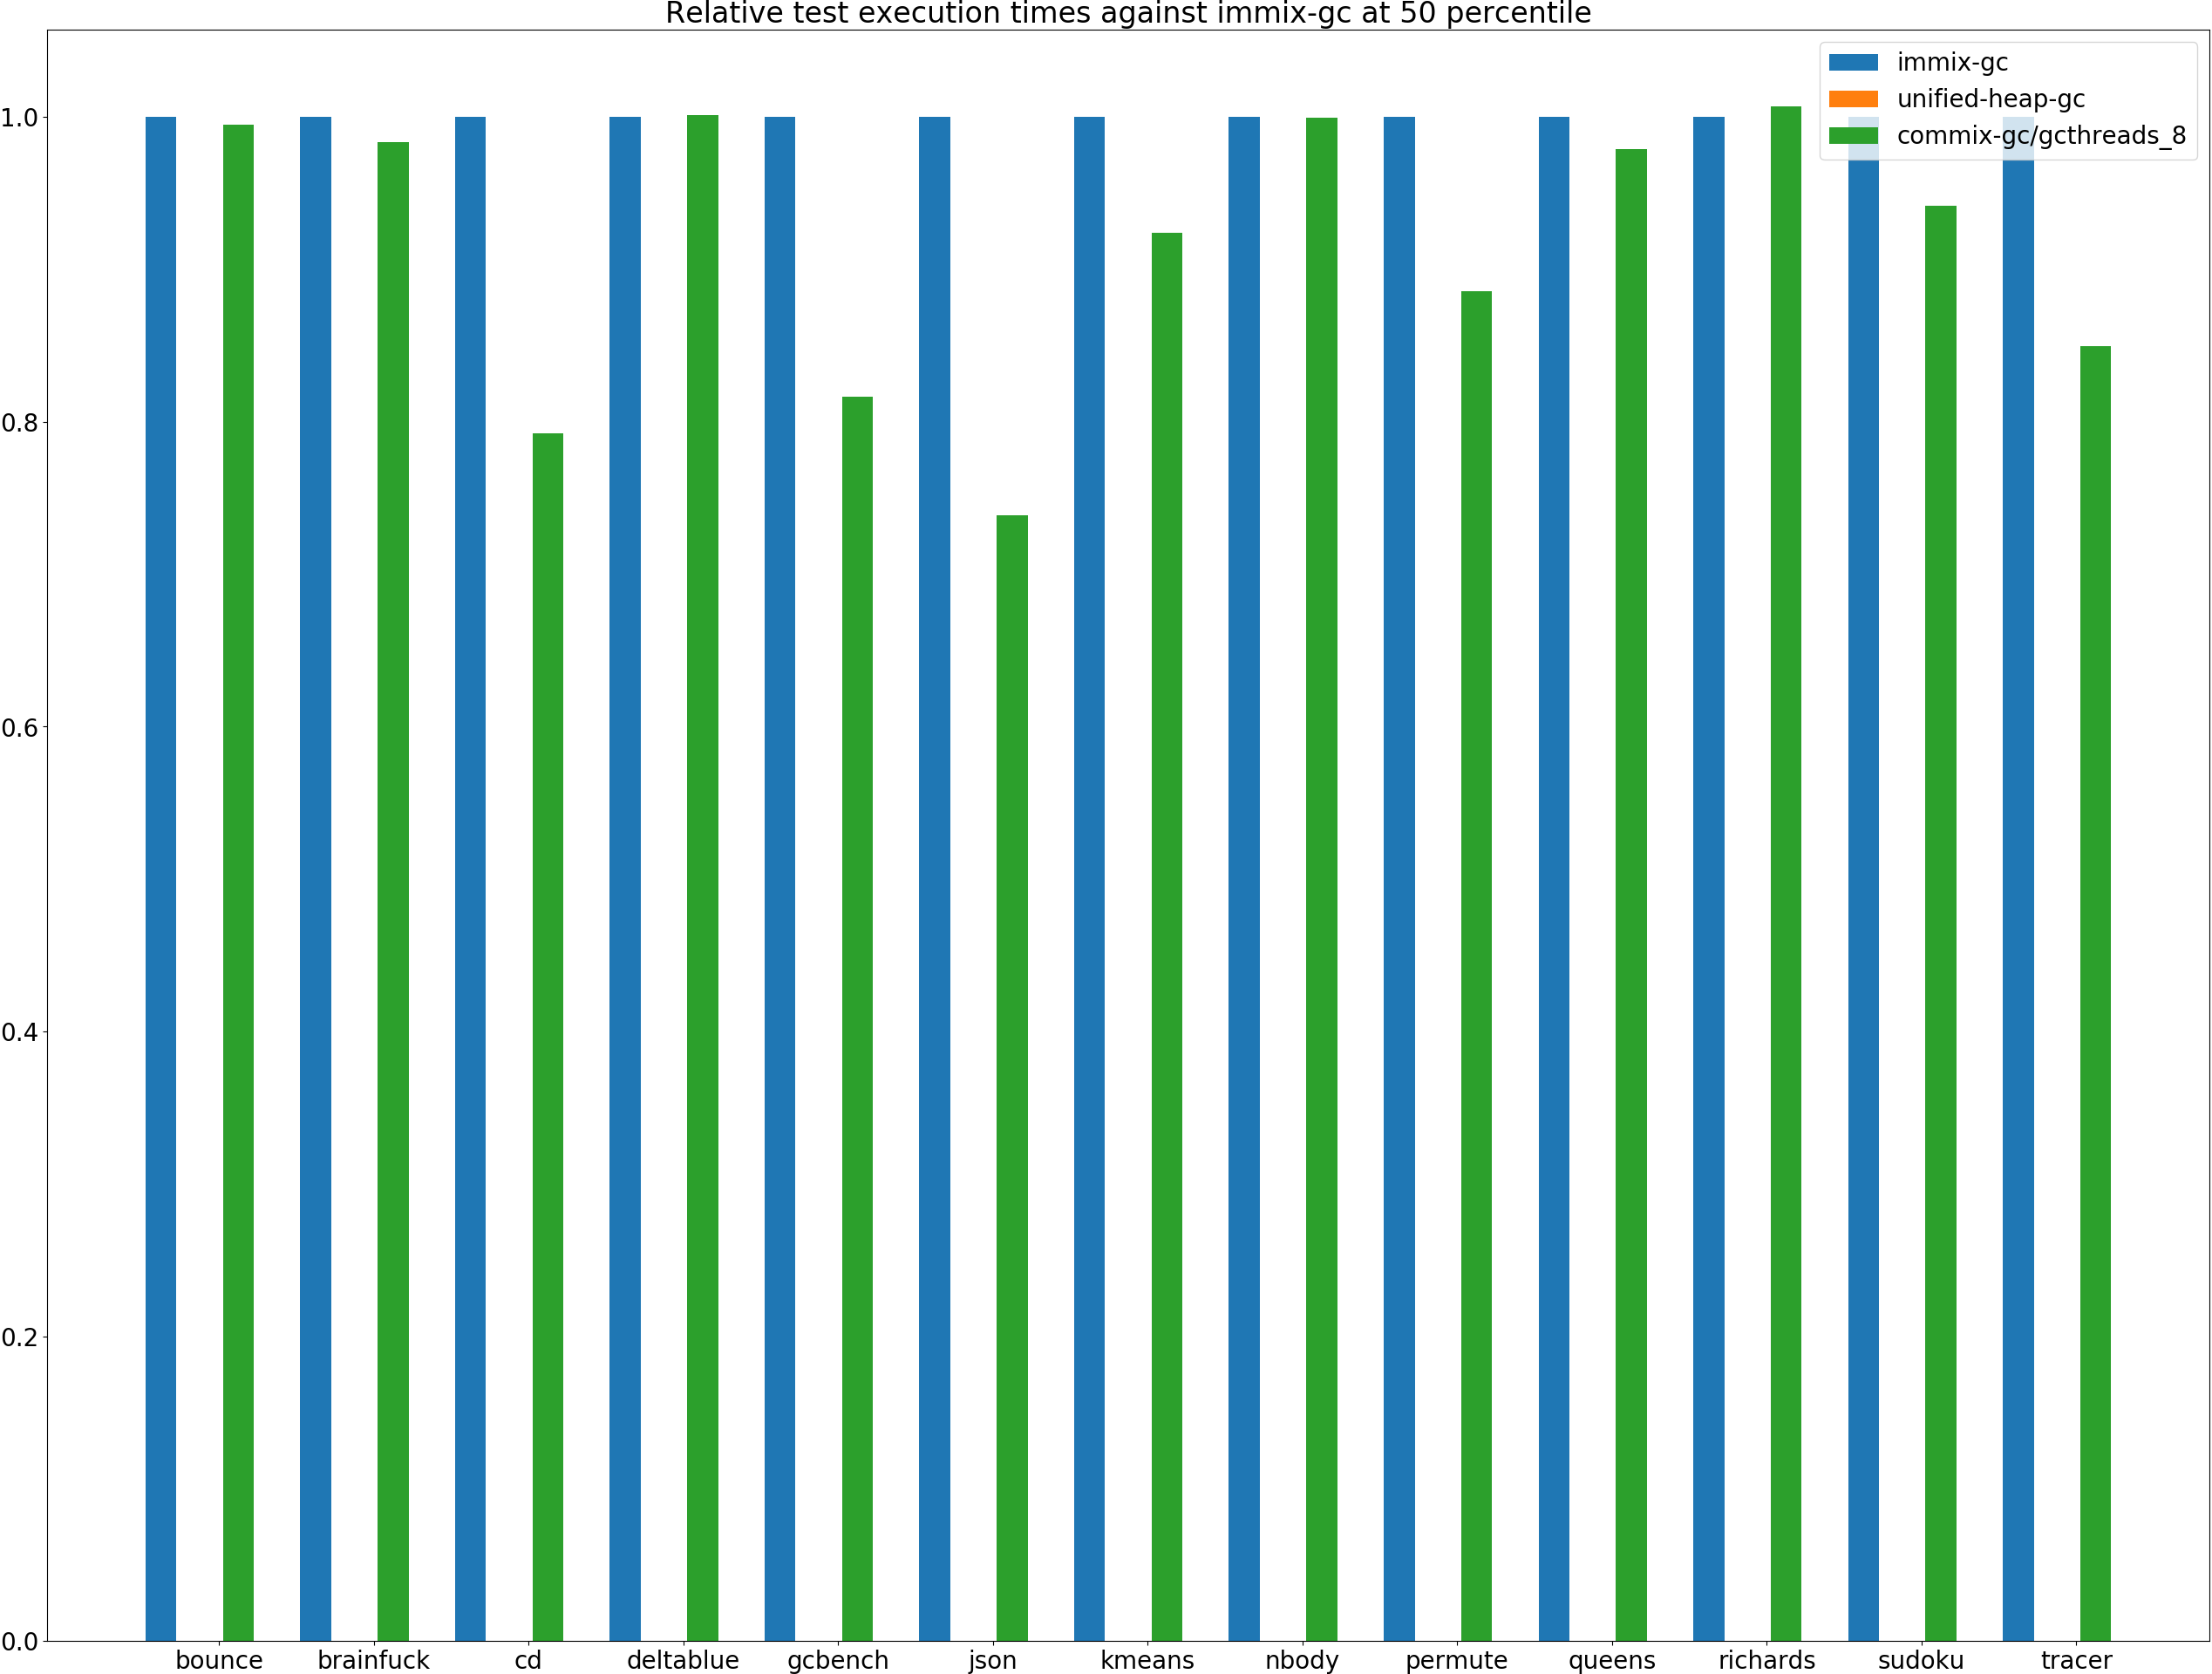 Relative test execution times against immix-gc at 50 percentile
immix-gc
unified-heap-gc
commix-gc/gcthreads_8
1.0
0.8
0.6
0.4
0.2
0.0
bounce brainfuck cd deltablue gcbench json kmeans nbody permute queens richards sudoku tracer